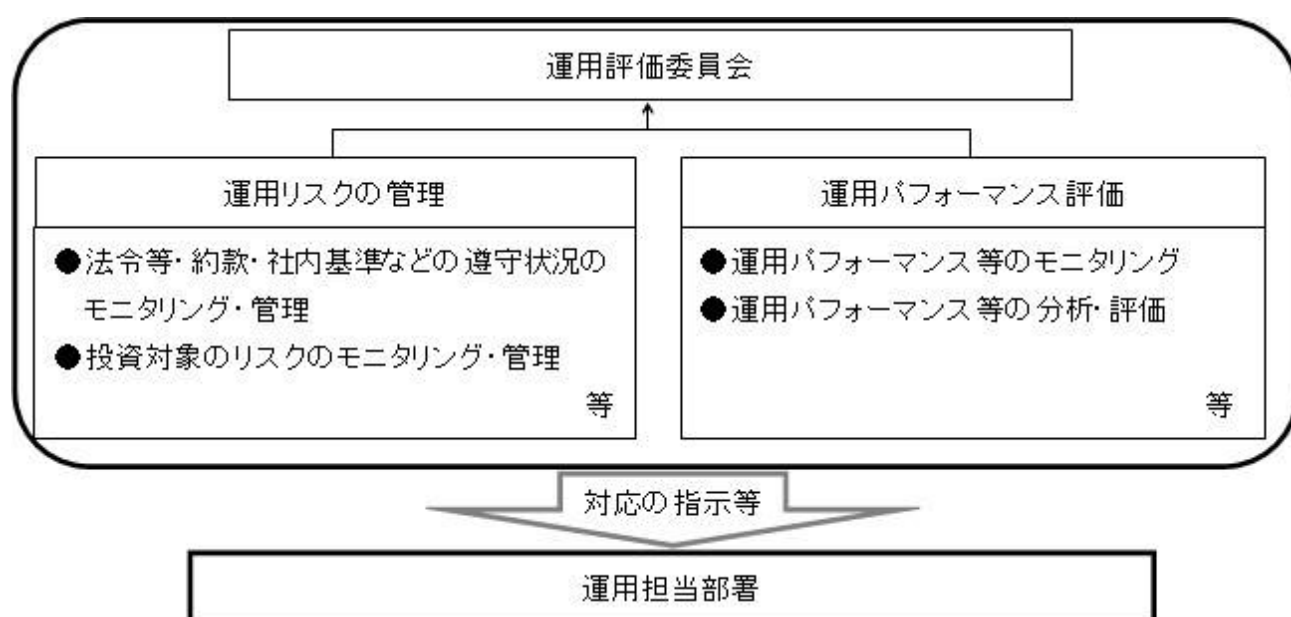 運用評価委員会
運用リスクの管理
●法令等・約款・社内基準などの遵守状況の
モニタリング・管理
●投資対象のリスクのモニタリング・管理
等
運用パフォーマンス評価
●運用パフォーマンス等のモニタリング
●運用パフォーマンス等の分析・評価
等
対応の指示等
運用担当部署